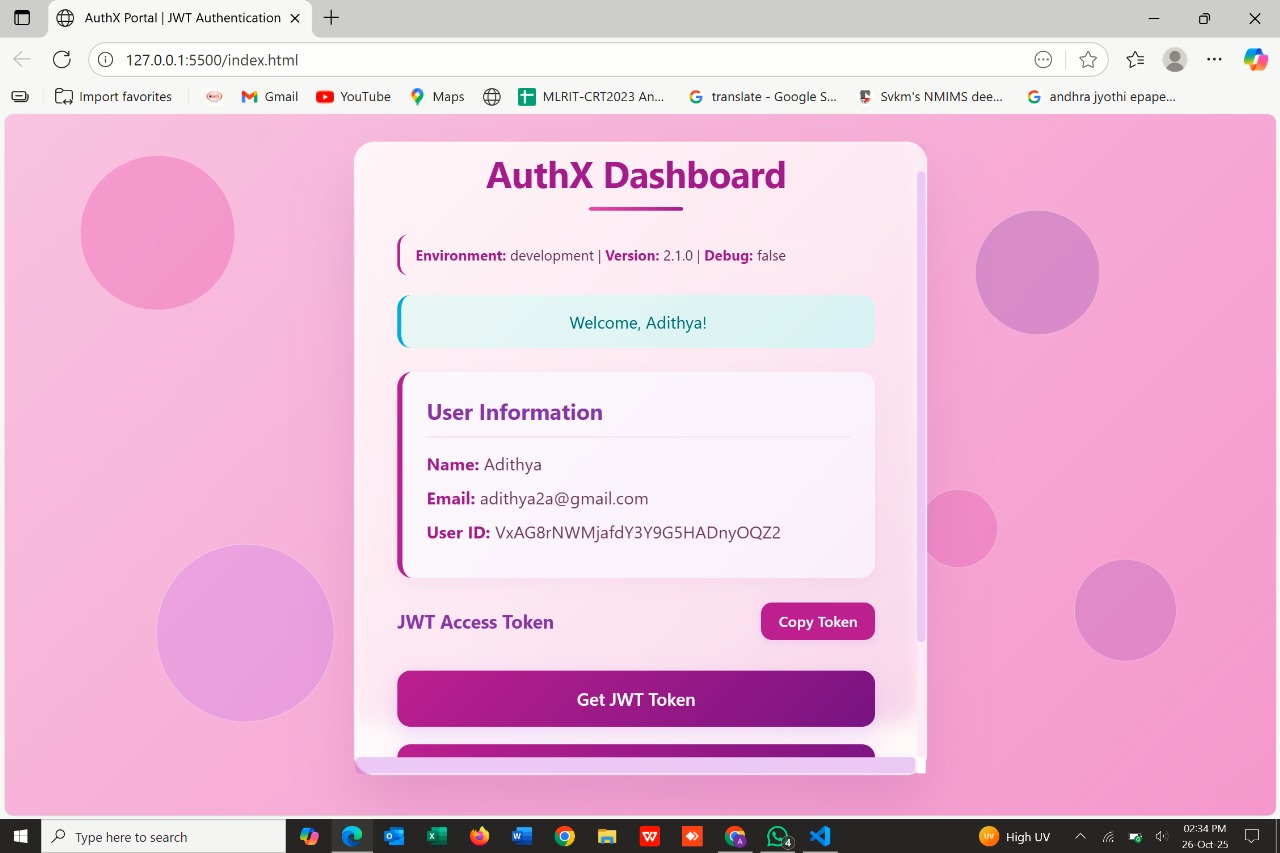 AuthX Portal | JWT Authentication
127.0.0.1:5500/index.html
Import favorites
Gmail
YouTube
Maps
MLRIT-CRT2023 An...
translate - Google S...
Svkm's NMIMS dee...
andhra jyothi epape...
AuthX Dashboard
Environment: development | Version: 2.1.0 | Debug: false
Welcome, Adithya!
User Information
Name: Adithya
Email: adithya2a@gmail.com
User ID: VxAG8rNWMjafdY3Y9G5HADnyOQZ2
JWT Access Token
Copy Token
Get JWT Token
Type here to search
4
UV
High UV
02:34 PM
26-Oct-25